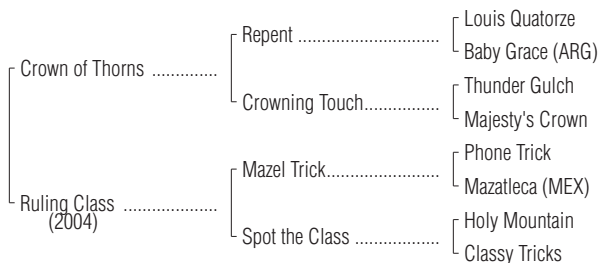 Louis Quatorze
Repent ................................
Baby Grace (ARG)
Crown of Thorns ..............
Thunder Gulch
Crowning Touch.................
Majesty's Crown
Phone Trick
Mazel Trick.........................
Mazatleca (MEX)
Ruling Class ....................
(2004)
Holy Mountain
Spot the Class ...................
Classy Tricks